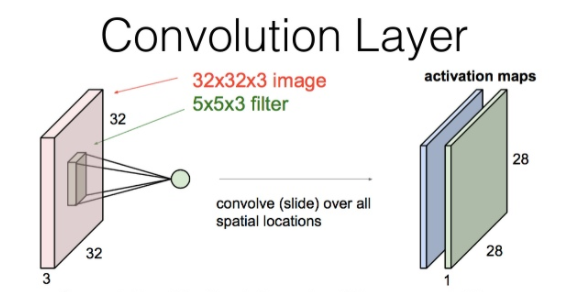 Convolution Layer
32x32x3 image
5x5x3 filter
activation maps
32
28
convolve (slide) over all
spatial locations
32
28
3
1